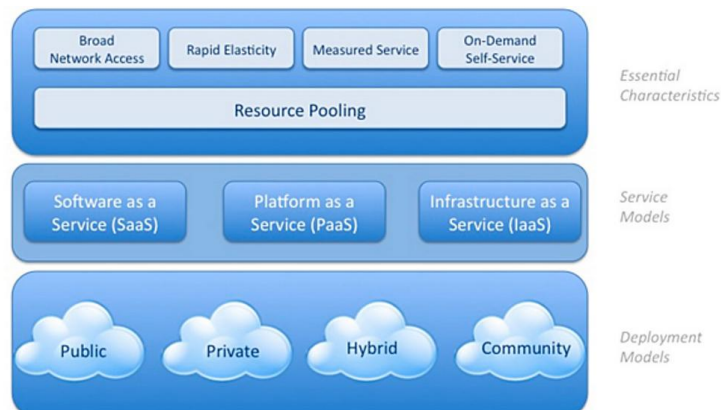 Broad
Network Access
Rapid Elasticity
Measured Service
On-Demand
Self-Service
Resource Pooling
Essential
Characteristics
Software as a
Service (SaaS)
Platform as a
Service (PaaS)
Infrastructure as a
Service (IaaS)
Service
Models
Public
Private
Hybrid
Community
Deployment
Models